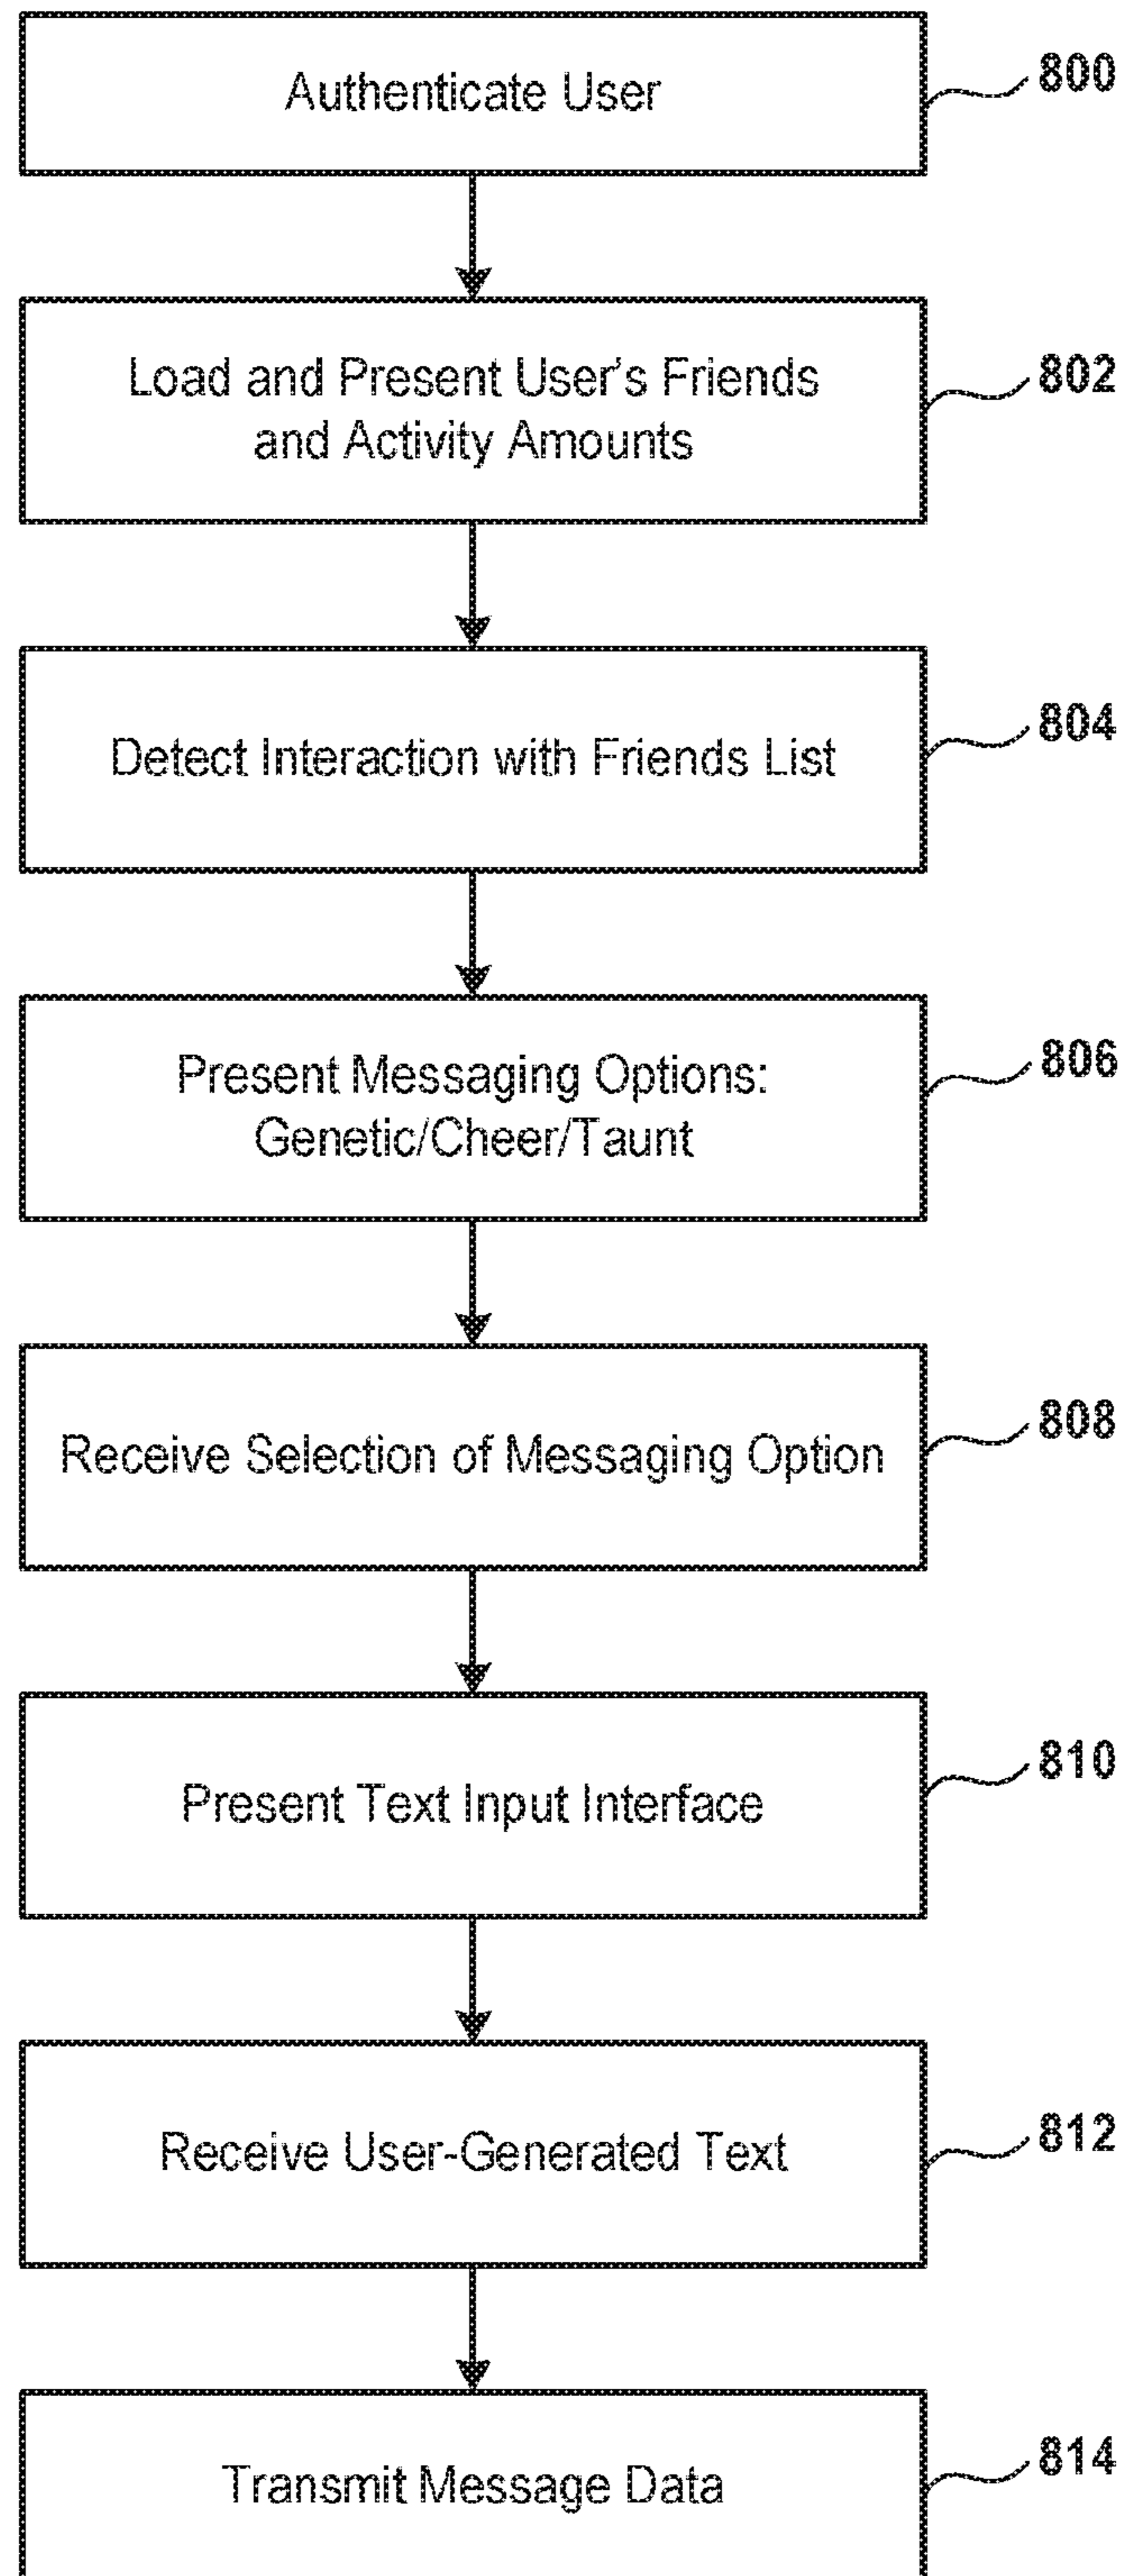 Authenticate User
800
Load and Present User's Friends
and Activity Amounts
802
Detect Interaction with Friends List
804
Present Messaging Options:
Genetic/Cheer/Taunt
806
Receive Selection of Messaging Option
808
Present Text Input Interface
810
Receive User-Generated Text
812
Transmit Message Data
814